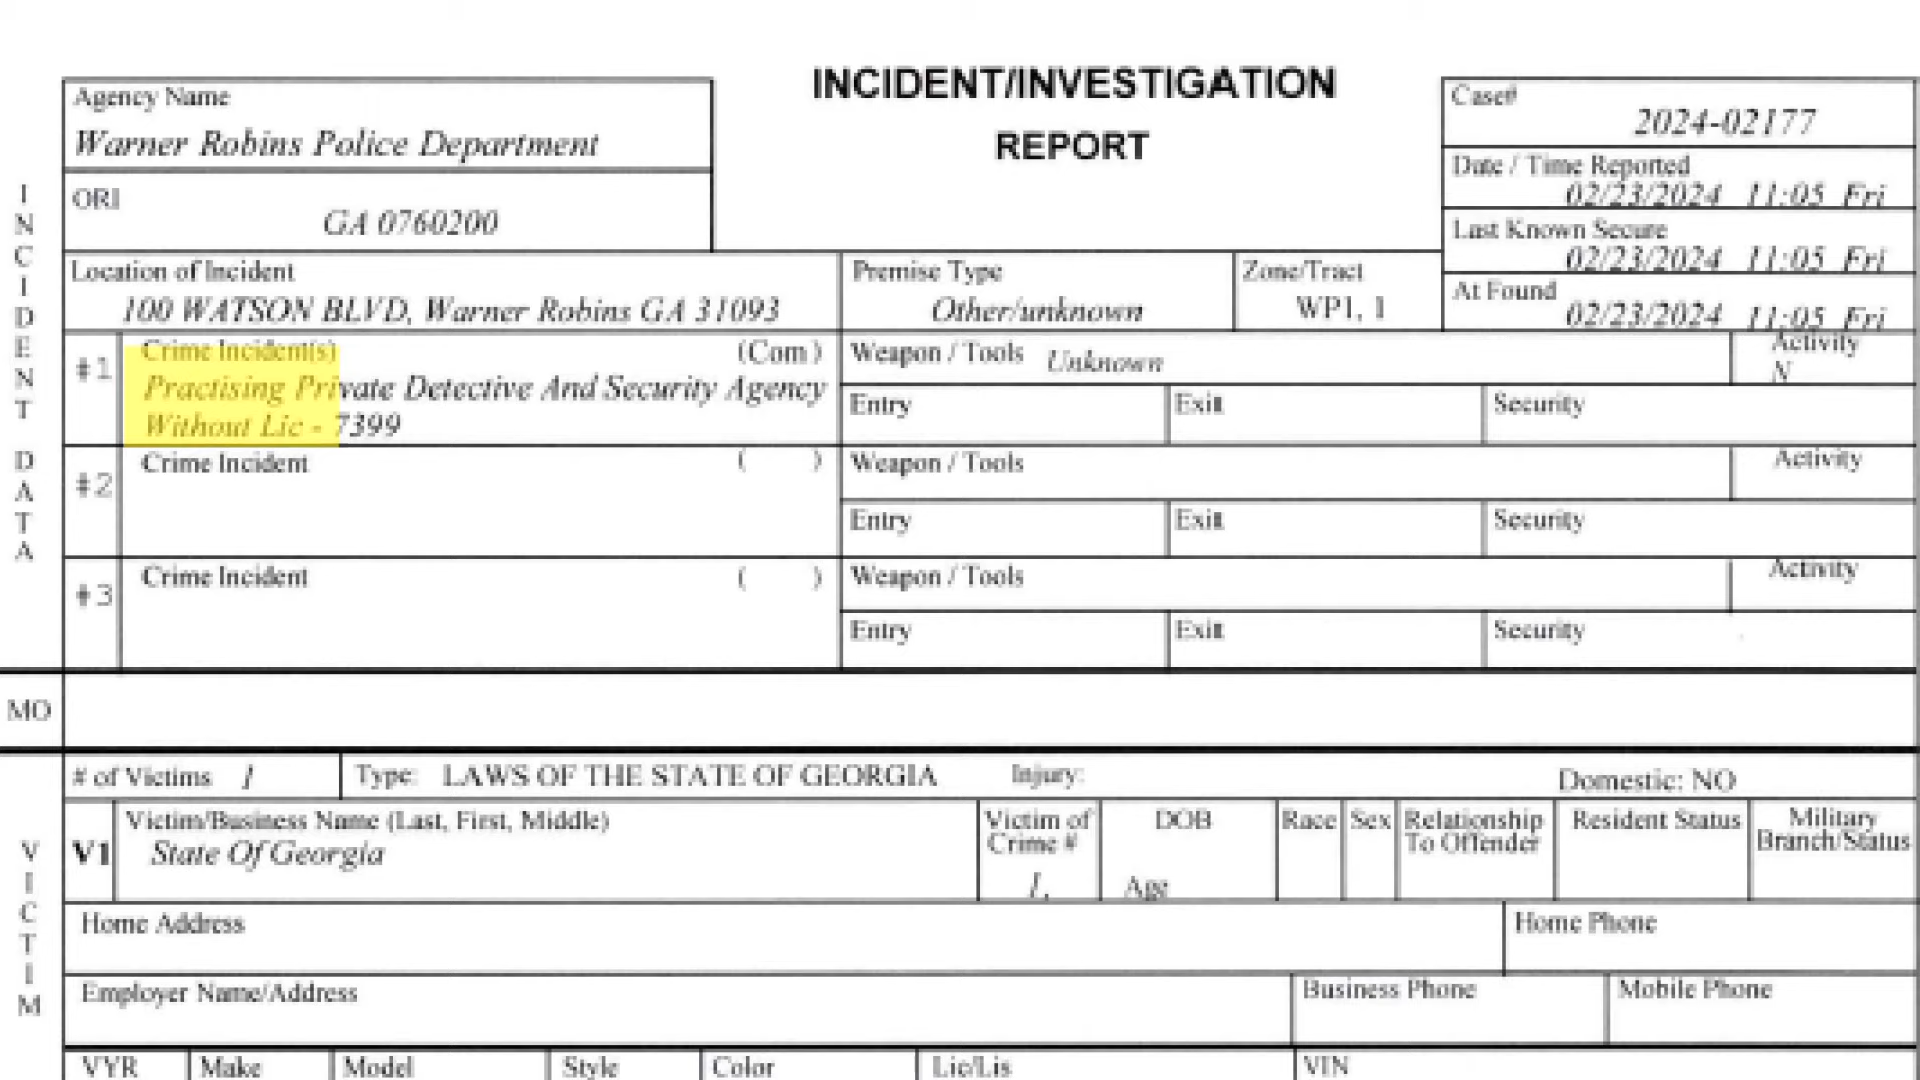 INCIDENT/INVESTIGATION
REPORT
Agency Name
Warner Robins Police Department
ORI
GA 0760200
Case#
2024-02177
Date / Time Reported
02/23/2024 11:05 Fri
Last Known Secure
02/23/2024 11:05 Fri
At Found
02/23/2024 11:05 Fri
INCIDENT DATA
Location of Incident
100 WATSON BLVD, Warner Robins GA 31093
Premise Type
Other/unknown
Zone/Tract
WP1, 1
#1
Crime Incident(s) (Com)
Practising Private Detective And Security Agency
Without Lic - 7399
Weapon / Tools Unknown
Activity
N
Entry
Exit
Security
#2
Crime Incident ( )
Weapon / Tools
Activity
Entry
Exit
Security
#3
Crime Incident ( )
Weapon / Tools
Activity
Entry
Exit
Security
MO
VICTIM
# of Victims 1
Type: LAWS OF THE STATE OF GEORGIA
Injury:
Domestic: NO
V1
Victim/Business Name (Last, First, Middle)
State Of Georgia
Victim of
Crime #
1,
DOB
Age
Race
Sex
Relationship
To Offender
Resident Status
Military
Branch/Status
Home Address
Home Phone
Employer Name/Address
Business Phone
Mobile Phone
VYR
Make
Model
Style
Color
Lic/Lis
VIN